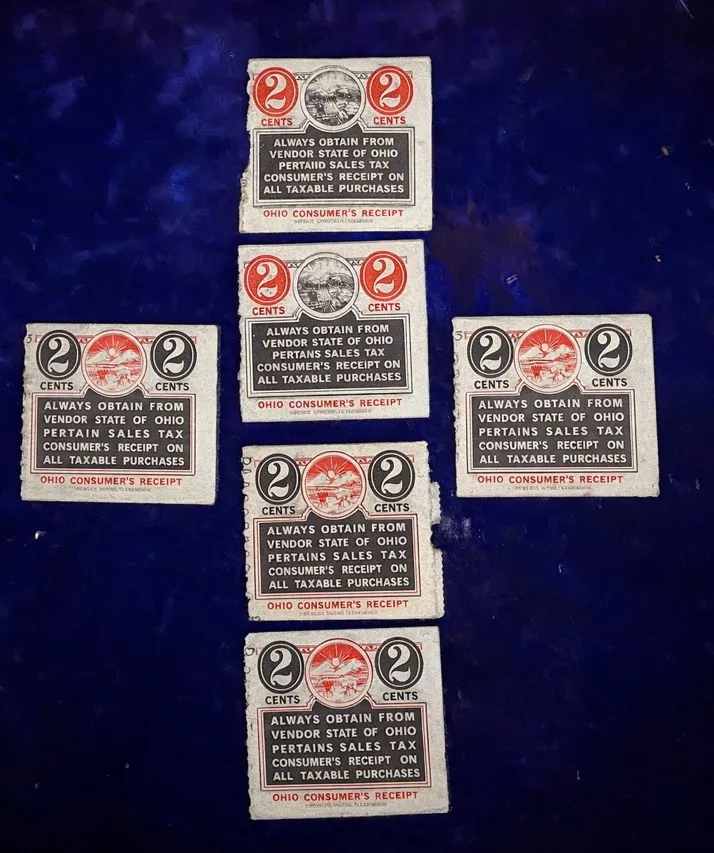 2 2
CENTS CENTS
ALWAYS OBTAIN FROM
VENDOR STATE OF OHIO
PERTAIID SALES TAX
CONSUMER'S RECEIPT ON
ALL TAXABLE PURCHASES
OHIO CONSUMER'S RECEIPT
2 2
CENTS CENTS
ALWAYS OBTAIN FROM
VENDOR STATE OF OHIO
PERTANS SALES TAX
CONSUMER'S RECEIPT ON
ALL TAXABLE PURCHASES
OHIO CONSUMER'S RECEIPT
2 2
CENTS CENTS
ALWAYS OBTAIN FROM
VENDOR STATE OF OHIO
PERTAIN SALES TAX
CONSUMER'S RECEIPT ON
ALL TAXABLE PURCHASES
OHIO CONSUMER'S RECEIPT
2 2
CENTS CENTS
ALWAYS OBTAIN FROM
VENDOR STATE OF OHIO
PERTAINS SALES TAX
CONSUMER'S RECEIPT ON
ALL TAXABLE PURCHASES
OHIO CONSUMER'S RECEIPT
2 2
CENTS CENTS
ALWAYS OBTAIN FROM
VENDOR STATE OF OHIO
PERTAINS SALES TAX
CONSUMER'S RECEIPT ON
ALL TAXABLE PURCHASES
OHIO CONSUMER'S RECEIPT
2 2
CENTS CENTS
ALWAYS OBTAIN FROM
VENDOR STATE OF OHIO
PERTAINS SALES TAX
CONSUMER'S RECEIPT ON
ALL TAXABLE PURCHASES
OHIO CONSUMER'S RECEIPT